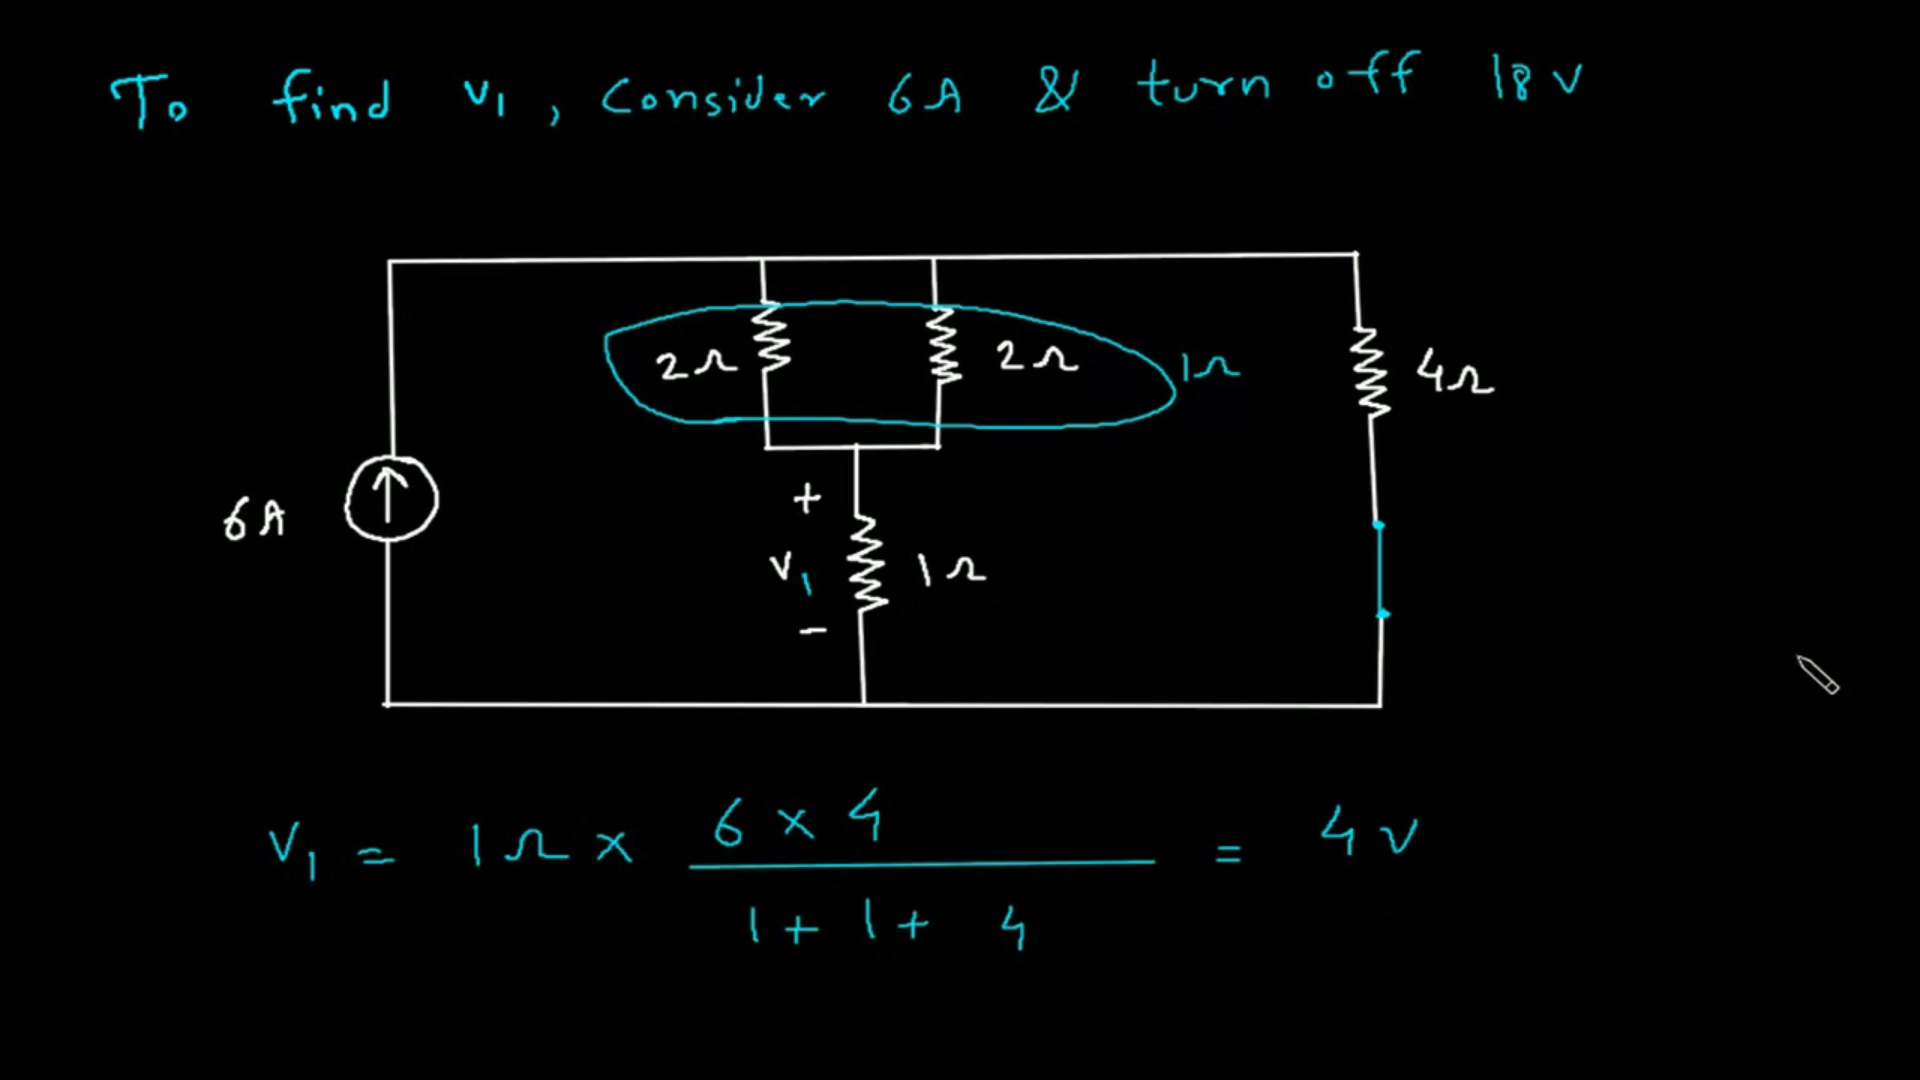 To find v1, Consider 6A & turn off 18V
2Ω 2Ω 1Ω 4Ω
6A
+
v1 1Ω
−
V1 = 1Ω × 6 × 4 = 4V
1 + 1 + 4